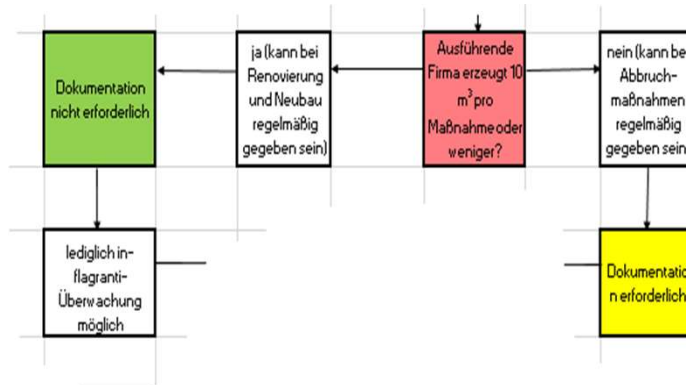 Dokumentation
nicht erforderlich
ja (kann bei
Renovierung
und Neubau
regelmäßig
gegeben sein)
Ausführende
Firma erzeugt 10
m³ pro
Maßnahme oder
weniger?
nein (kann be
Abbruch-
maßnahmen
regelmäßig
gegeben sein
lediglich in-
flagranti-
Überwachung
möglich
Dokumentatio
n erforderlich